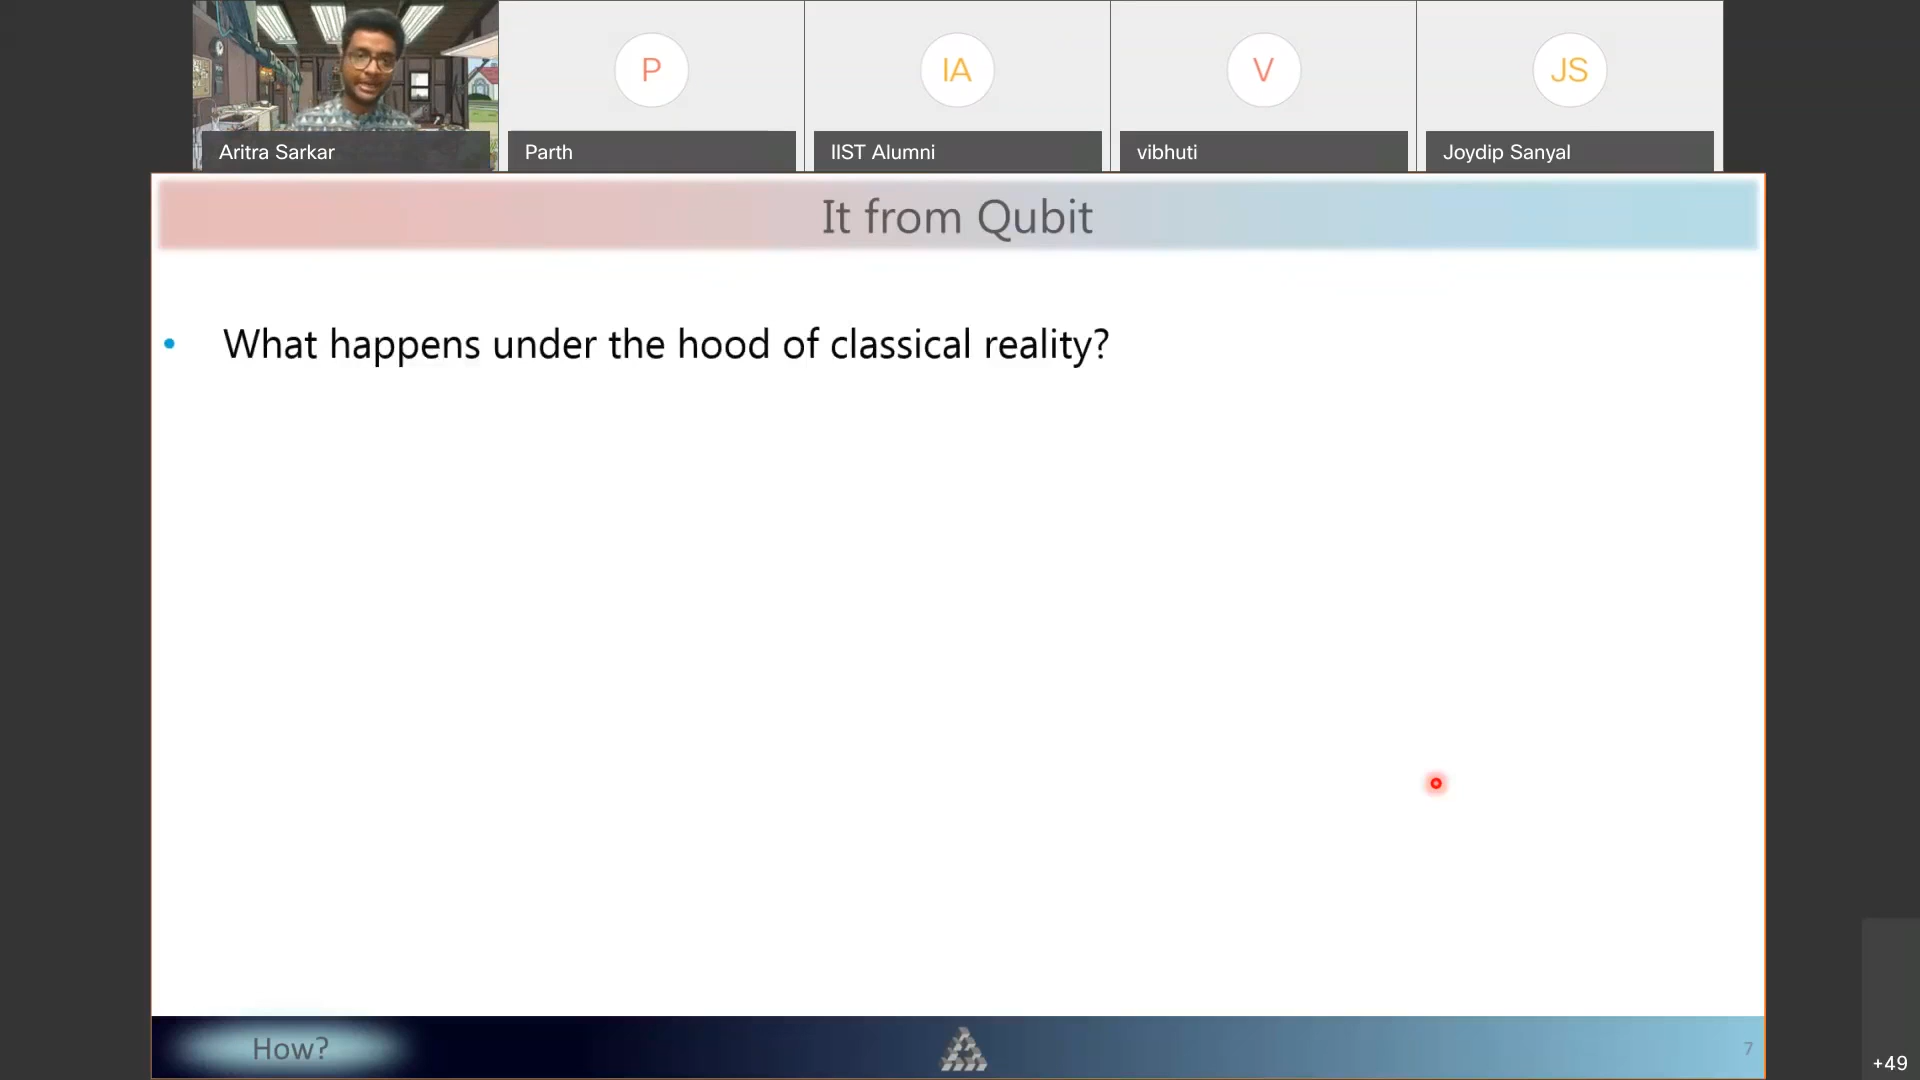 P
IA
V
JS
Aritra Sarkar
Parth
IIST Alumni
vibhuti
Joydip Sanyal
It from Qubit
• What happens under the hood of classical reality?
How?
7
+49